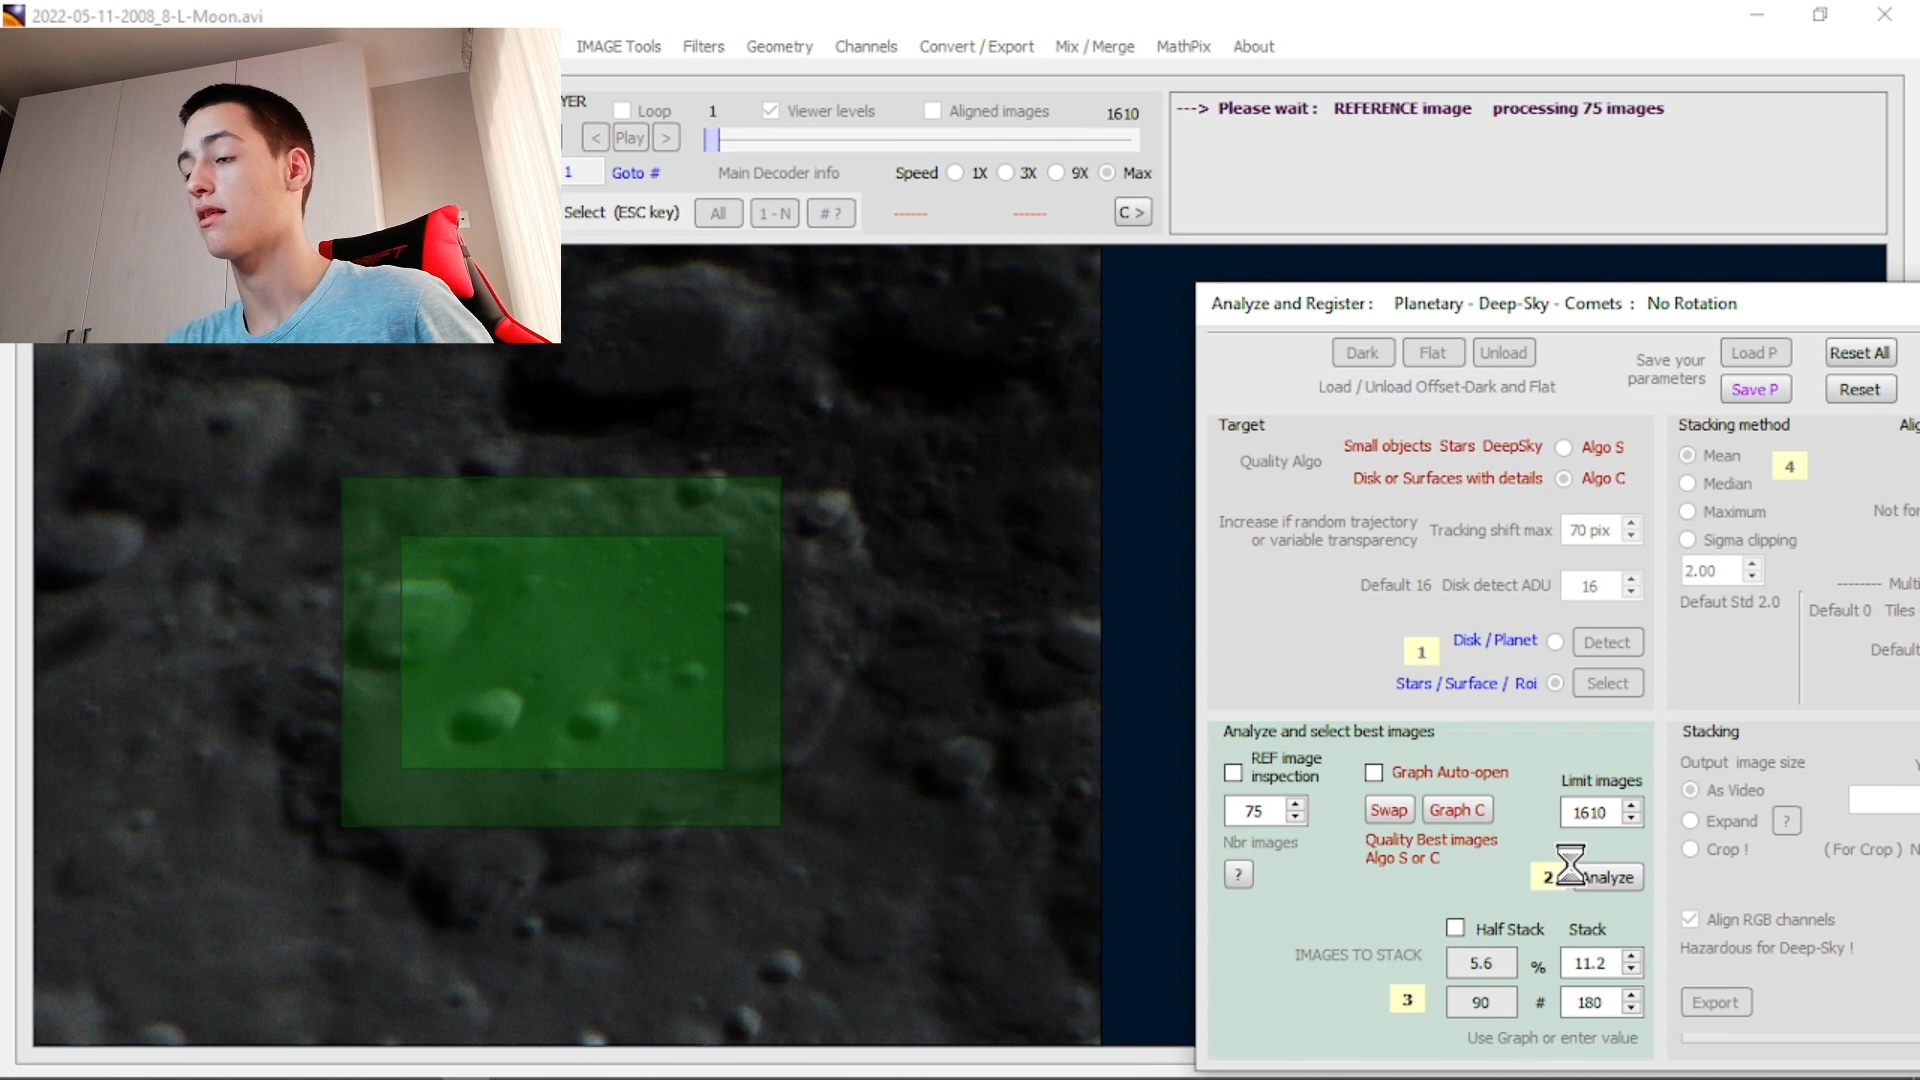 2022-05-11-2008_8-L-Moon.avi
IMAGE Tools Filters Geometry Channels Convert / Export Mix / Merge MathPix About
YER Loop 1 Viewer levels Aligned images 1610
< Play >
1 Goto # Main Decoder info Speed 1X 3X 9X Max
Select (ESC key) All 1 - N # ? ------ ------ C >
---> Please wait : REFERENCE image processing 75 images
Analyze and Register : Planetary - Deep-Sky - Comets : No Rotation
Dark Flat Unload
Load / Unload Offset-Dark and Flat
Save your
parameters
Load P
Save P
Reset All
Reset
Target
Quality Algo
Small objects Stars DeepSky Algo S
Disk or Surfaces with details Algo C
Increase if random trajectory
or variable transparency
Tracking shift max 70 pix
Default 16 Disk detect ADU 16
1
Disk / Planet Detect
Stars / Surface / Roi Select
Stacking method
Mean
4
Median
Maximum
Sigma clipping
2.00
Defaut Std 2.0
Not for
-------- Multi
Default 0 Tiles
Default
Analyze and select best images
REF image
inspection
75
Nbr images
?
Graph Auto-open
Swap Graph C
Quality Best images
Algo S or C
Limit images
1610
2 Analyze
Half Stack Stack
IMAGES TO STACK
5.6 % 11.2
3 90 # 180
Use Graph or enter value
Stacking
Output image size
As Video
Expand ?
Crop ! ( For Crop ) N
Align RGB channels
Hazardous for Deep-Sky !
Export